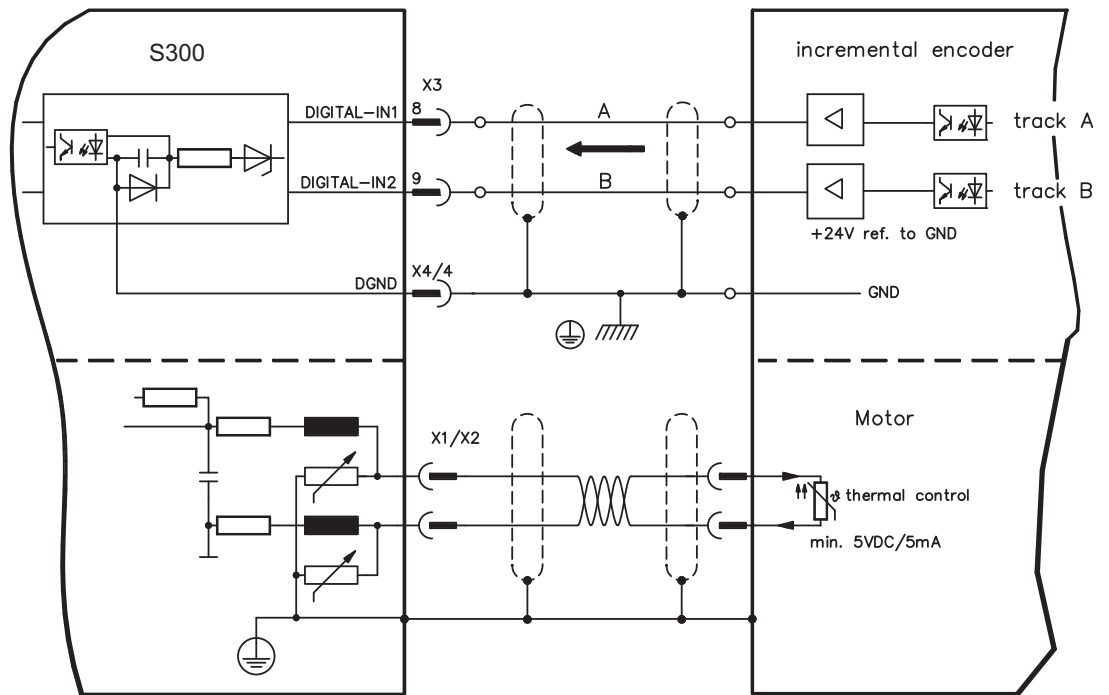 S300
incremental encoder
X3
DIGITAL-IN1
8
A
track A
DIGITAL-IN2
9
B
track B
+24V ref. to GND
DGND
X4/4
GND
Motor
X1/X2
ϑ thermal control
min. 5VDC/5mA